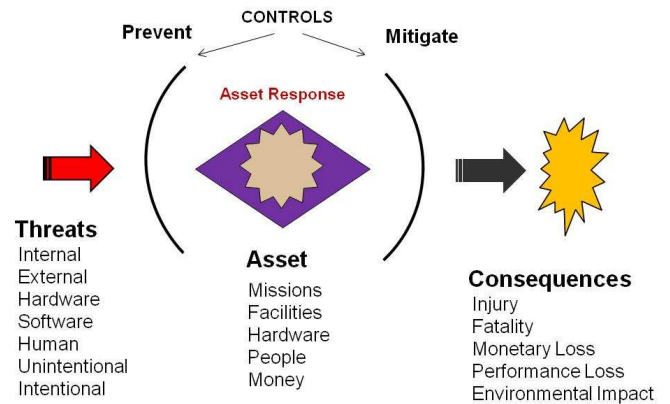 CONTROLS
Prevent
Mitigate
Asset Response
Threats
Internal
External
Hardware
Software
Human
Unintentional
Intentional
Asset
Missions
Facilities
Hardware
People
Money
Consequences
Injury
Fatality
Monetary Loss
Performance Loss
Environmental Impact